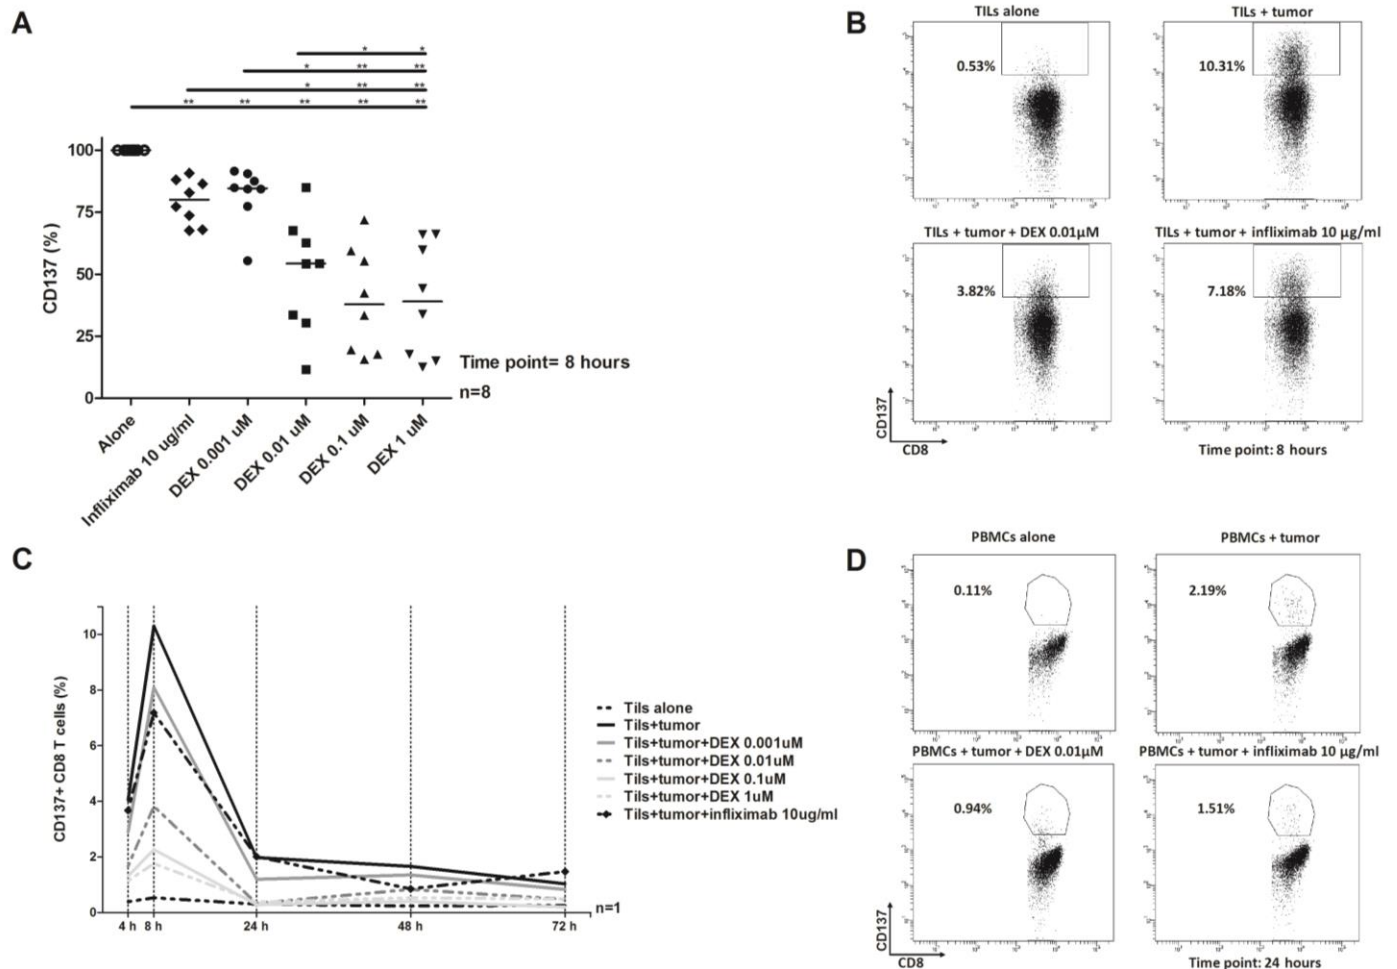 A
*
*
*
**
**
*
**
**
**
**
**
**
**
CD137 (%)
100
75
50
25
0
Alone
Infliximab 10 ug/ml
DEX 0.001 uM
DEX 0.01 uM
DEX 0.1 uM
DEX 1 uM
Time point= 8 hours
n=8
B
TILs alone
0.53%
TILs + tumor
10.31%
TILs + tumor + DEX 0.01μM
3.82%
TILs + tumor + infliximab 10 μg/ml
7.18%
CD137
CD8
Time point: 8 hours
C
CD137+ CD8 T cells (%)
10
8
6
4
2
0
4 h
8 h
24 h
48 h
72 h
n=1
Tils alone
Tils+tumor
Tils+tumor+DEX 0.001uM
Tils+tumor+DEX 0.01uM
Tils+tumor+DEX 0.1uM
Tils+tumor+DEX 1uM
Tils+tumor+infliximab 10ug/ml
D
PBMCs alone
0.11%
PBMCs + tumor
2.19%
PBMCs + tumor + DEX 0.01μM
0.94%
PBMCs + tumor + infliximab 10 μg/ml
1.51%
CD137
CD8
Time point: 24 hours